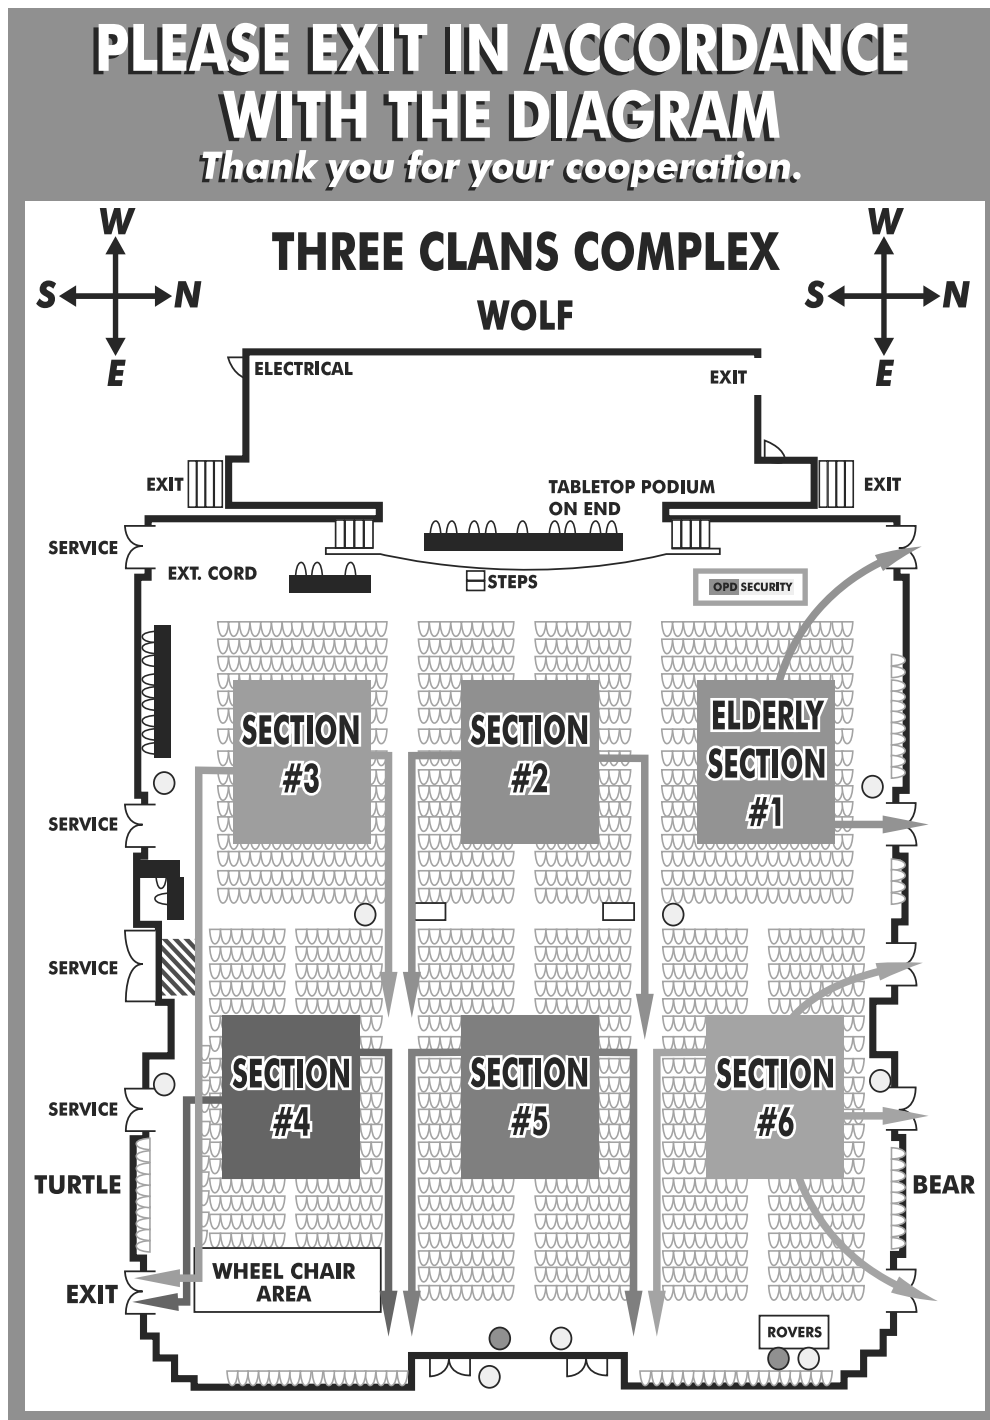 PLEASE EXIT IN ACCORDANCE
WITH THE DIAGRAM
Thank you for your cooperation.
W
S N
E
W
S N
E
THREE CLANS COMPLEX
WOLF
ELECTRICAL
EXIT
EXIT
TABLETOP PODIUM
ON END
EXIT
SERVICE
EXT. CORD
STEPS
OPD SECURITY
SECTION
#3
SECTION
#2
ELDERLY
SECTION
#1
SERVICE
SERVICE
SECTION
#4
SECTION
#5
SECTION
#6
SERVICE
TURTLE
BEAR
EXIT
WHEEL CHAIR
AREA
ROVERS